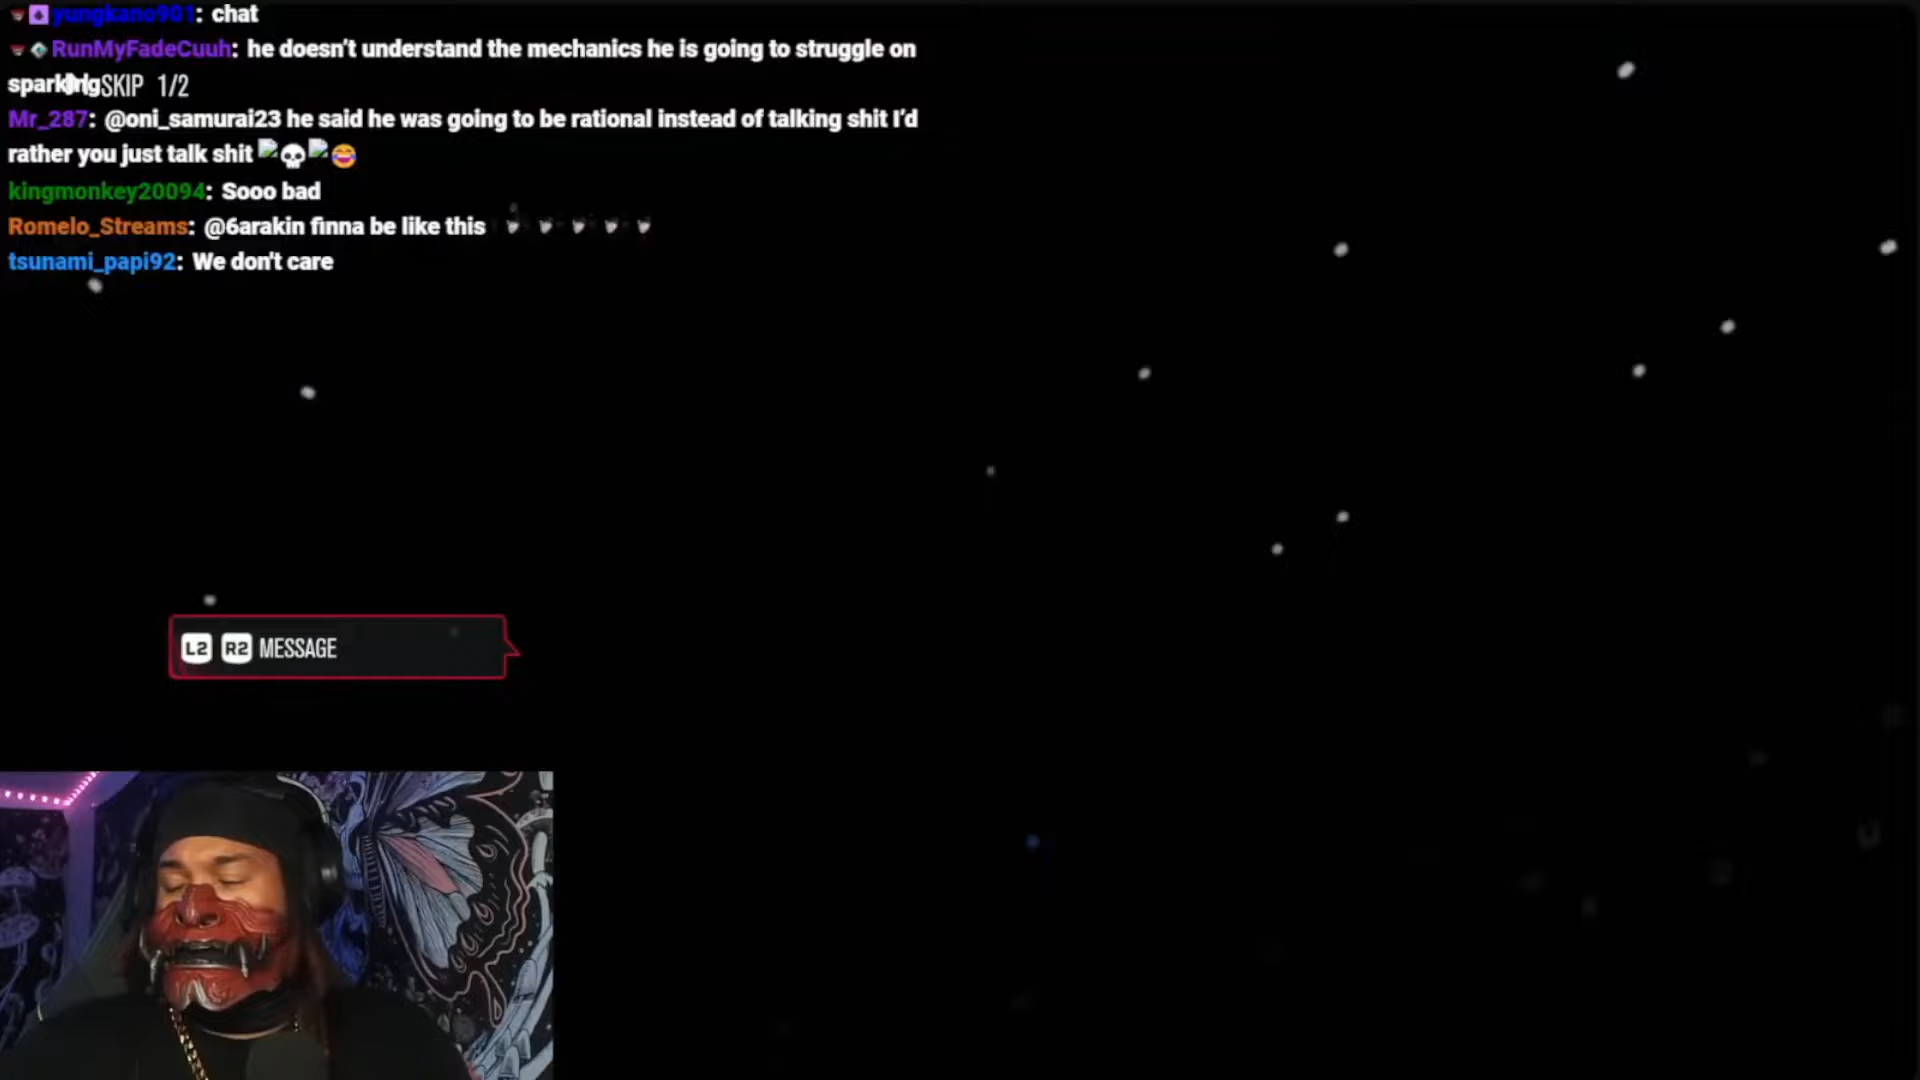 yungkano901: chat
RunMyFadeCuuh: he doesn't understand the mechanics he is going to struggle on
sparking
SKIP 1/2
Mr_287: @oni_samurai23 he said he was going to be rational instead of talking shit I'd
rather you just talk shit 💀😂
kingmonkey20094: Sooo bad
Romelo_Streams: @6arakin finna be like this
tsunami_papi92: We don't care
L2 R2 MESSAGE